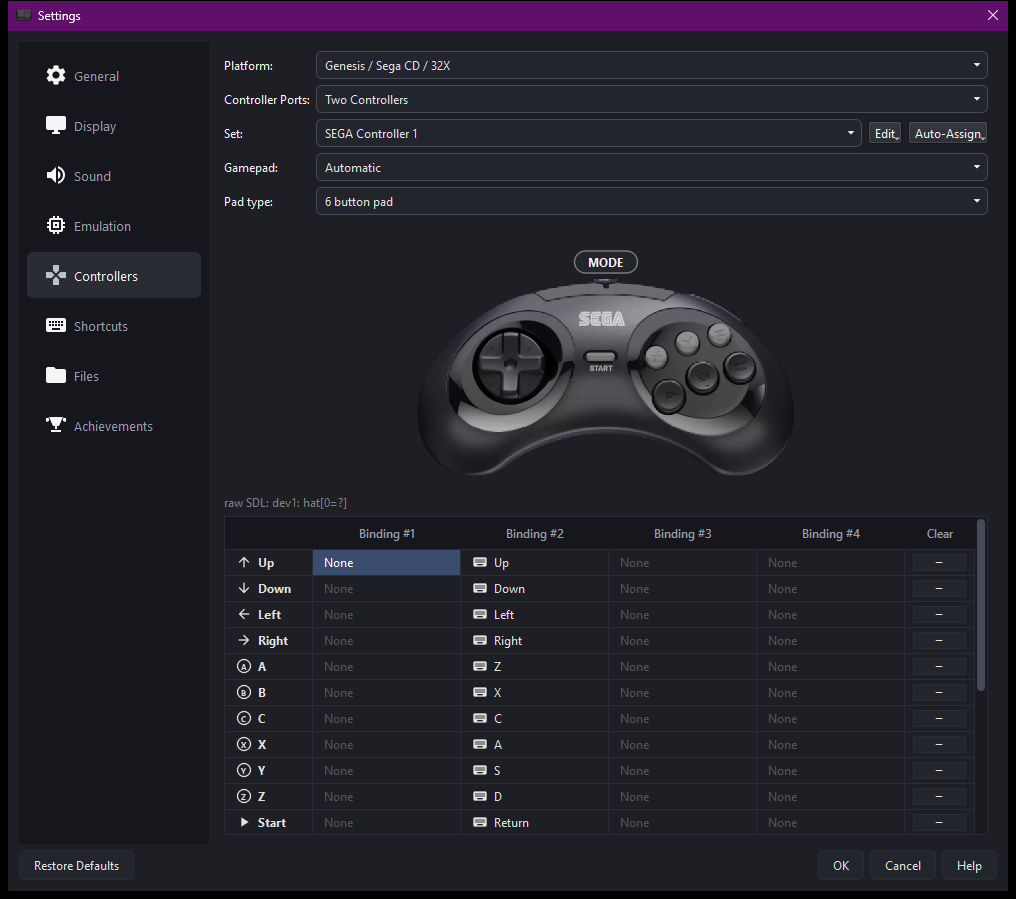 Settings
General
Display
Sound
Emulation
Controllers
Shortcuts
Files
Achievements
Platform: Genesis / Sega CD / 32X
Controller Ports: Two Controllers
Set: SEGA Controller 1 Edit Auto-Assign
Gamepad: Automatic
Pad type: 6 button pad
MODE
SEGA
START
X Y Z
A B C
raw SDL: dev1: hat[0=?]
Binding #1 Binding #2 Binding #3 Binding #4 Clear
↑ Up None Up None None –
↓ Down None Down None None –
← Left None Left None None –
→ Right None Right None None –
A A None Z None None –
B B None X None None –
C C None C None None –
X X None A None None –
Y Y None S None None –
Z Z None D None None –
Start None Return None None –
Restore Defaults OK Cancel Help